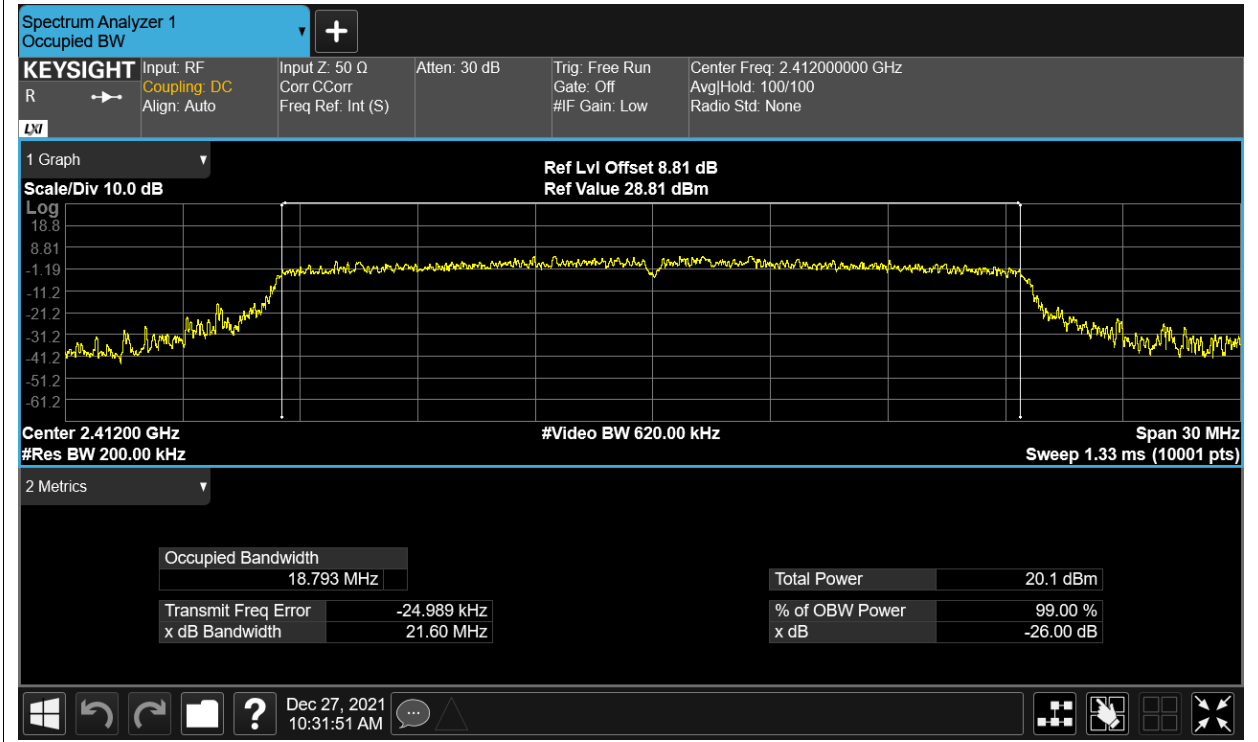 Spectrum Analyzer 1
Occupied BW
KEYSIGHT Input: RF Input Z: 50 Ω Atten: 30 dB Trig: Free Run Center Freq: 2.412000000 GHz
R Coupling: DC Corr CCorr Gate: Off Avg|Hold: 100/100
Align: Auto Freq Ref: Int (S) #IF Gain: Low Radio Std: None
LXI
1 Graph Ref Lvl Offset 8.81 dB
Scale/Div 10.0 dB Ref Value 28.81 dBm
Log
18.8
8.81
-1.19
-11.2
-21.2
-31.2
-41.2
-51.2
-61.2
Center 2.41200 GHz #Video BW 620.00 kHz Span 30 MHz
#Res BW 200.00 kHz Sweep 1.33 ms (10001 pts)
2 Metrics
Occupied Bandwidth
18.793 MHz Total Power 20.1 dBm
Transmit Freq Error -24.989 kHz % of OBW Power 99.00 %
x dB Bandwidth 21.60 MHz x dB -26.00 dB
? Dec 27, 2021
10:31:51 AM